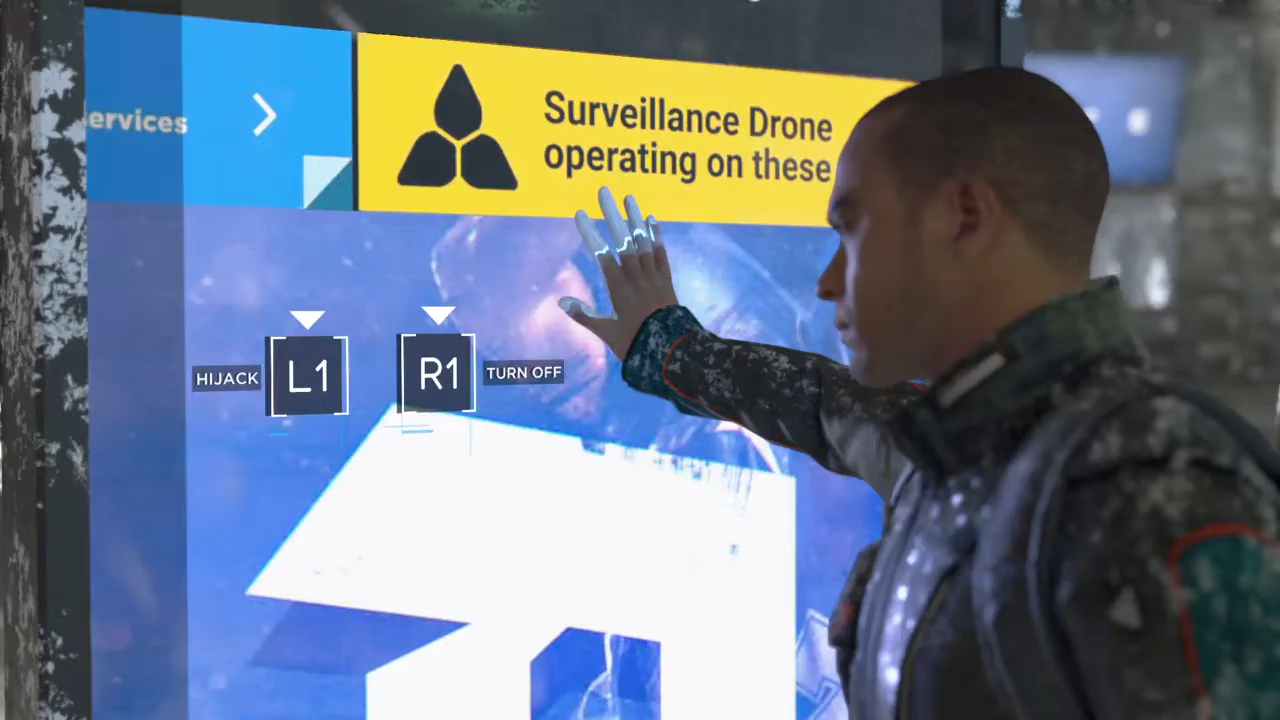 ervices
Surveillance Drone
operating on these
HIJACK
L1
R1
TURN OFF